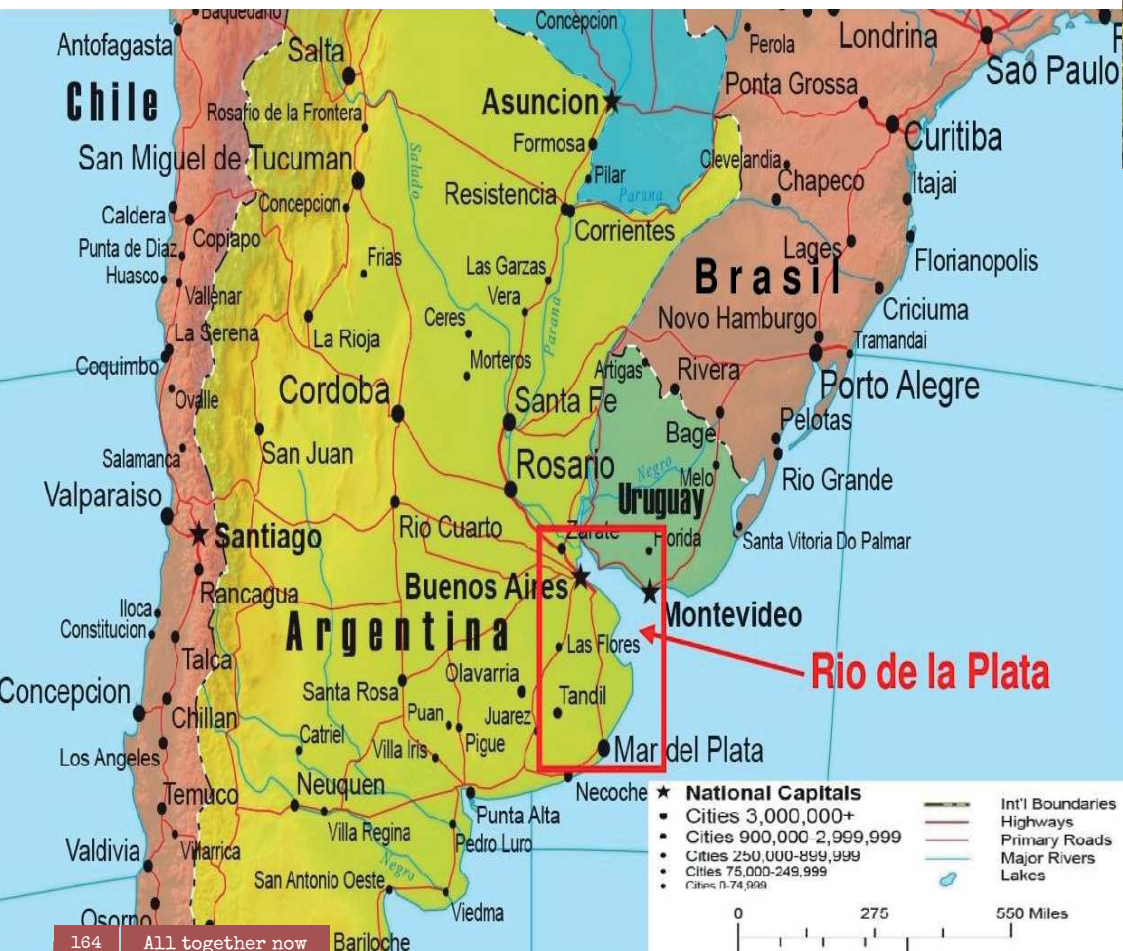 Baquedano
Concepcion
Antofagasta
Salta
Perola
Londrina
Sao Paulo
Chile
Ponta Grossa
Rosario de la Frontera
Asuncion
Curitiba
Formosa
San Miguel de Tucuman
Salado
Clevelandia
Pilar
Chapeco
Itajai
Resistencia
Parana
Caldera
Concepcion
Corrientes
Copiapo
Punta de Diaz
Lages
Florianopolis
Frias
Las Garzas
Brasil
Huasco
Vallenar
Vera
Criciuma
Parana
Ceres
Novo Hamburgo
La Serena
La Rioja
Tramandai
Coquimbo
Morteros
Artigas
Rivera
Porto Alegre
Cordoba
Ovalle
Santa Fe
Pelotas
Bage
San Juan
Salamanca
Rosario
Negro
Melo
Rio Grande
Valparaiso
Uruguay
Rio Cuarto
Zarate
Florida
Santa Vitoria Do Palmar
Santiago
Buenos Aires
Rancagua
Iloca
Montevideo
Constitucion
Argentina
Las Flores
Talca
Rio de la Plata
Olavarria
Concepcion
Santa Rosa
Tandil
Chillan
Puan
Juarez
Catriel
Pigue
Los Angeles
Villa Iris
Mar del Plata
Neuquen
Necoche
Temuco
Punta Alta
Villa Regina
Pedro Luro
Valdivia
Villarrica
Negro
San Antonio Oeste
Viedma
Osorno
Bariloche
National Capitals
Cities 3,000,000+
Cities 900,000-2,999,999
Cities 250,000-899,999
Cities 75,000-249,999
Cities 0-74,999
Int'l Boundaries
Highways
Primary Roads
Major Rivers
Lakes
0 275 550 Miles
164 All together now